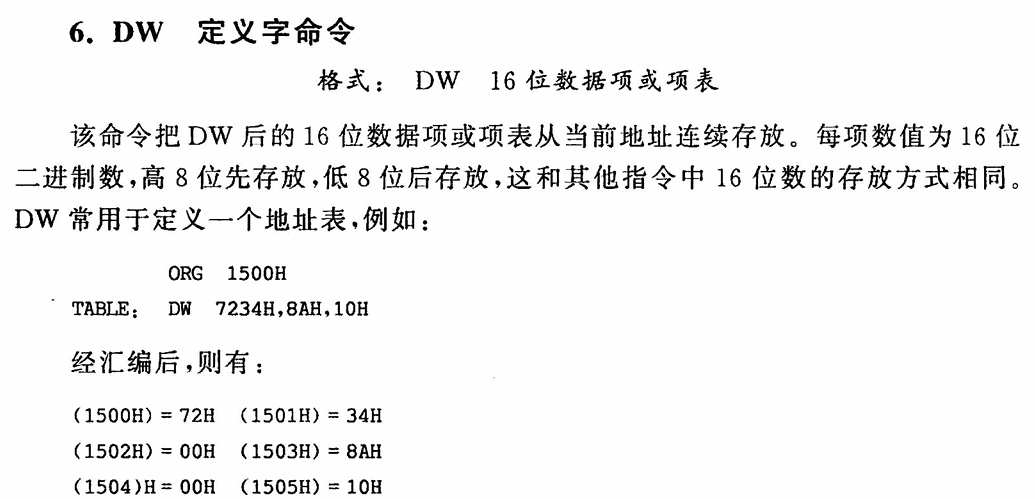 6. DW 定义字命令
格式： DW 16 位数据项或项表
该命令把 DW 后的 16 位数据项或项表从当前地址连续存放。每项数值为 16 位
二进制数，高 8 位先存放，低 8 位后存放，这和其他指令中 16 位数的存放方式相同。
DW 常用于定义一个地址表，例如：
ORG 1500H
TABLE： DW 7234H,8AH,10H
经汇编后，则有：
(1500H) = 72H (1501H) = 34H
(1502H) = 00H (1503H) = 8AH
(1504)H = 00H (1505H) = 10H